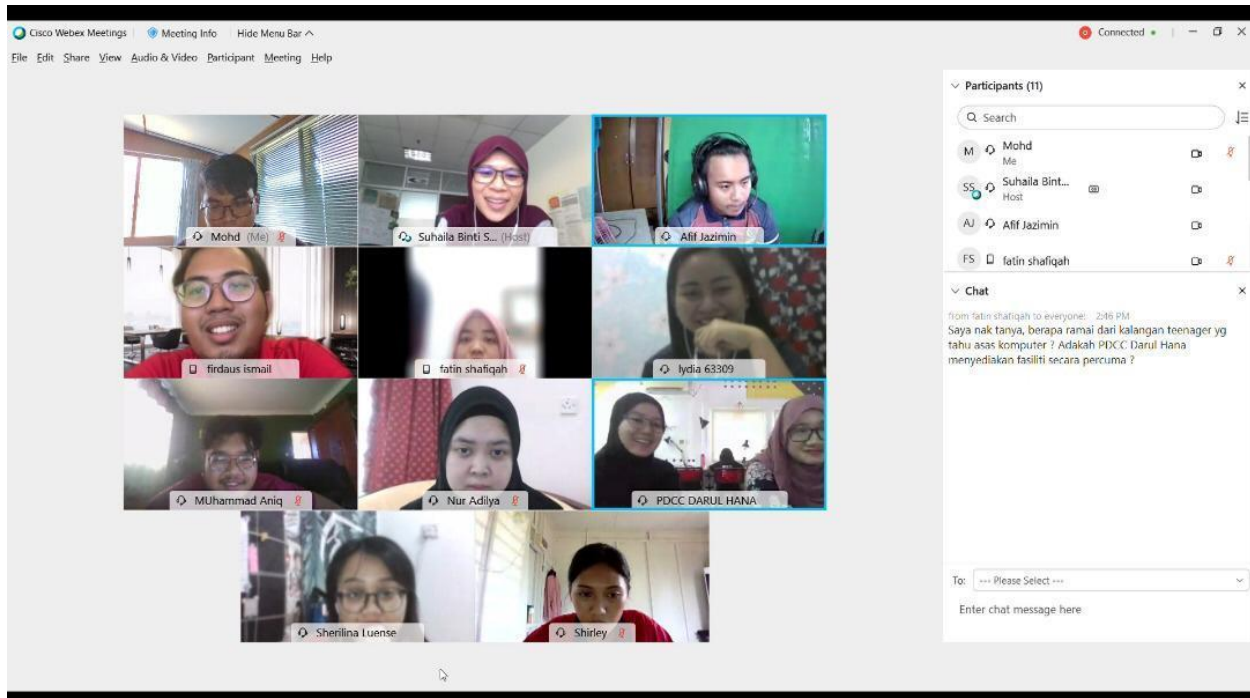 Cisco Webex Meetings Meeting Info Hide Menu Bar Connected
File Edit Share View Audio & Video Participant Meeting Help
Mohd (Me)
Suhaila Binti S... (Host)
Afif Jazimin
firdaus ismail
fatin shafiqah
lydia 63309
MUhammad Aniq
Nur Adilya
PDCC DARUL HANA
Sherilina Luense
Shirley
Participants (11)
Search
M Mohd
Me
SS Suhaila Bint...
Host
AJ Afif Jazimin
FS fatin shafiqah
Chat
from fatin shafiqah to everyone: 2:46 PM
Saya nak tanya, berapa ramai dari kalangan teenager yg
tahu asas komputer ? Adakah PDCC Darul Hana
menyediakan fasiliti secara percuma ?
To: --- Please Select ---
Enter chat message here